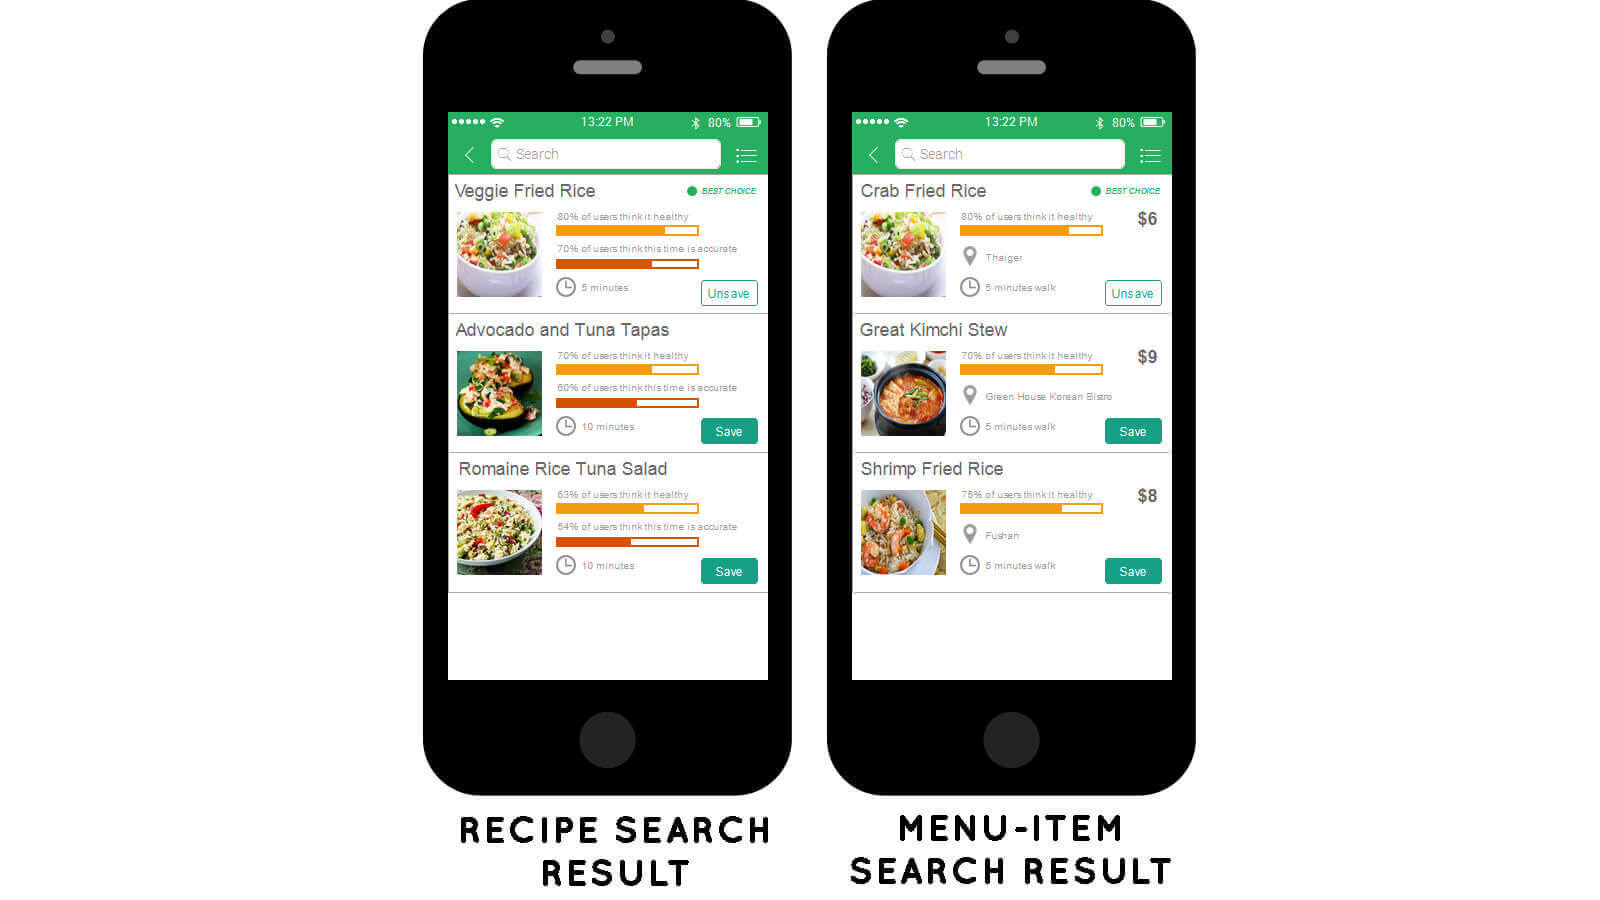 13:22 PM
80%
Search
Veggie Fried Rice
BEST CHOICE
80% of users think it healthy
70% of users think this time is accurate
5 minutes
Unsave
Advocado and Tuna Tapas
70% of users think it healthy
60% of users think this time is accurate
10 minutes
Save
Romaine Rice Tuna Salad
63% of users think it healthy
54% of users think this time is accurate
10 minutes
Save
RECIPE SEARCH
RESULT
13:22 PM
80%
Search
Crab Fried Rice
BEST CHOICE
80% of users think it healthy
$6
Thaiger
5 minutes walk
Unsave
Great Kimchi Stew
70% of users think it healthy
$9
Green House Korean Bistro
5 minutes walk
Save
Shrimp Fried Rice
75% of users think it healthy
$8
Fushan
5 minutes walk
Save
MENU-ITEM
SEARCH RESULT